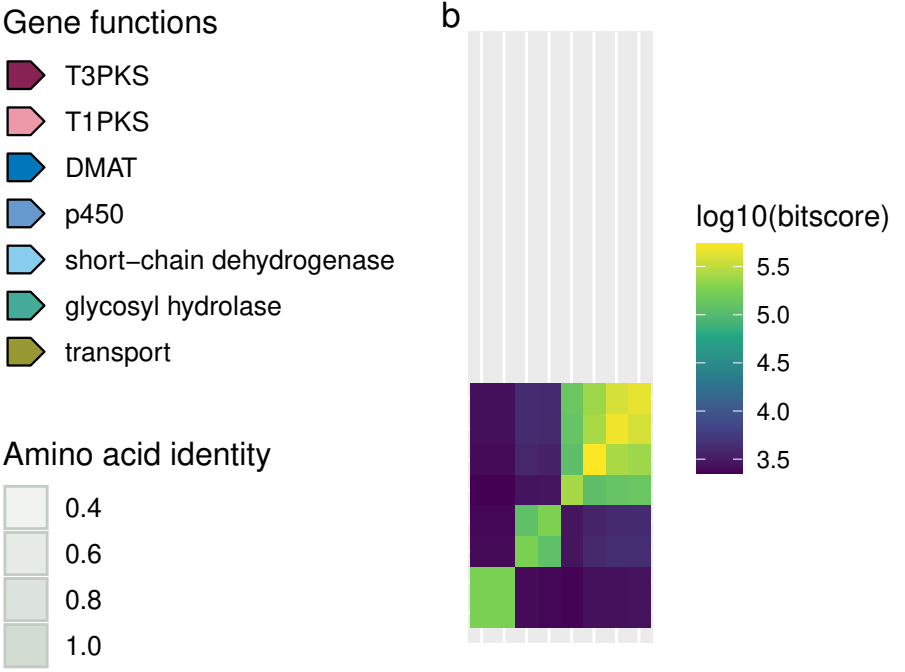 Gene functions
T3PKS
T1PKS
DMAT
p450
short−chain dehydrogenase
glycosyl hydrolase
transport
Amino acid identity
0.4
0.6
0.8
1.0
b
log10(bitscore)
5.5
5.0
4.5
4.0
3.5